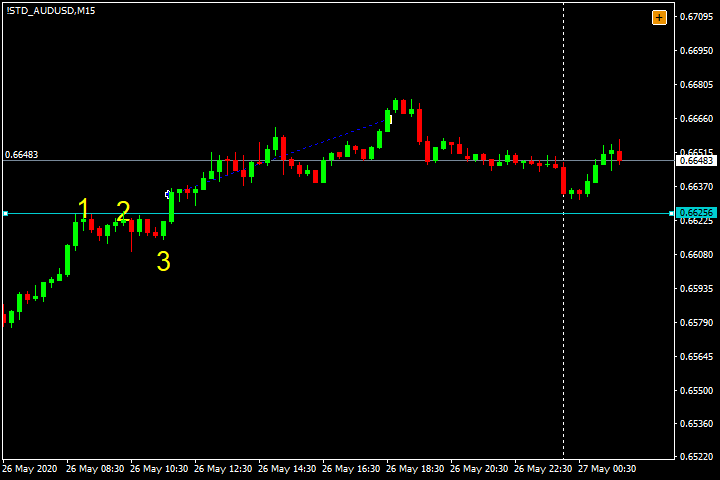 !STD_AUDUSD,M15
+
0.67095
0.66950
0.66805
0.66660
0.66515
0.66483
0.66483
0.66370
0.66256
0.66225
0.66080
0.65935
0.65790
0.65645
0.65500
0.65360
0.65220
1
2
3
26 May 2020
26 May 08:30
26 May 10:30
26 May 12:30
26 May 14:30
26 May 16:30
26 May 18:30
26 May 20:30
26 May 22:30
27 May 00:30